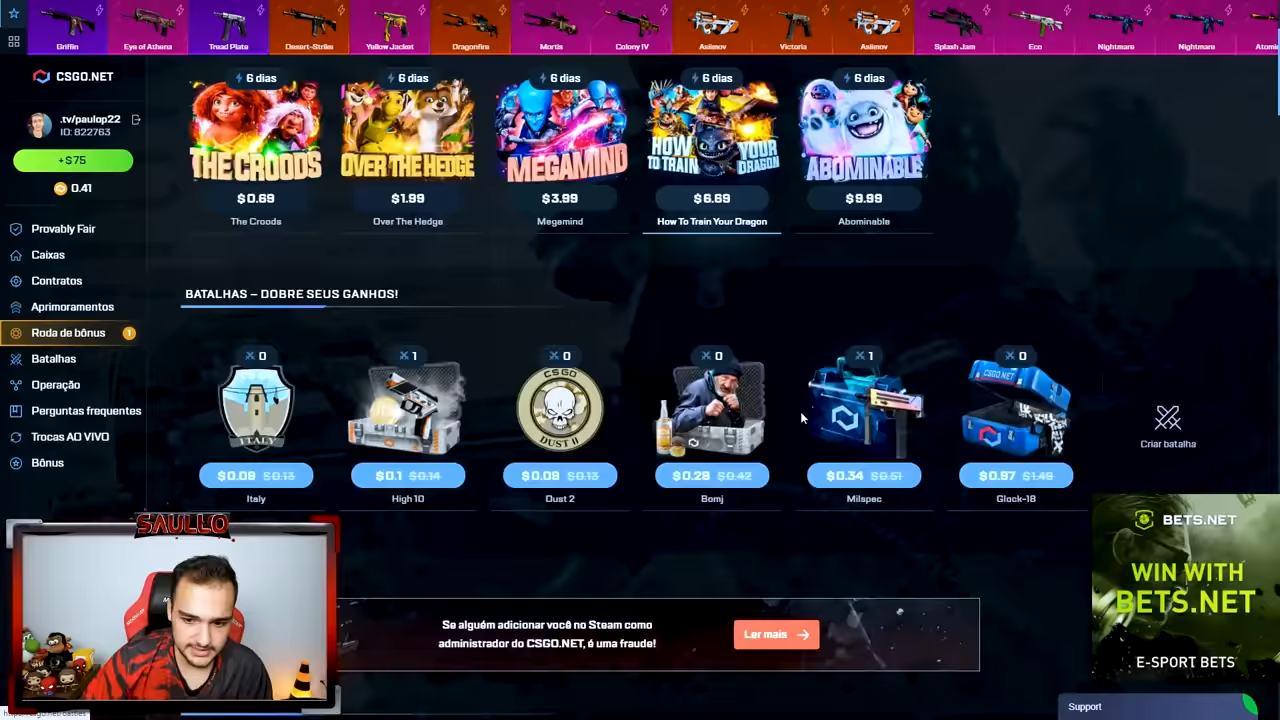 Griffin
Eye of Athena
Tread Plate
Desert-Strike
Yellow Jacket
Dragonfire
Mortis
Colony IV
Asiimov
Victoria
Asiimov
Splash Jam
Eco
Nightmare
Nightmare
CSGO.NET
.tv/paulop22
ID: 822763
+$75
0.41
Provably Fair
Caixas
Contratos
Aprimoramentos
Roda de bônus 1
Batalhas
Operação
Perguntas frequentes
Trocas AO VIVO
Bônus
6 dias
6 dias
6 dias
6 dias
6 dias
THE CROODS
OVER THE HEDGE
MEGAMIND
HOW TO TRAIN YOUR DRAGON
ABOMINABLE
$0.69
$1.99
$3.99
$6.69
$9.99
The Croods
Over The Hedge
Megamind
How To Train Your Dragon
Abominable
BATALHAS – DOBRE SEUS GANHOS!
0
1
0
0
1
0
ITALY
CS GO
DUST II
CSGO.NET
$0.09 $0.13
$0.1 $0.14
$0.09 $0.13
$0.28 $0.42
$0.34 $0.51
$0.97 $1.46
Italy
High 10
Dust 2
Bomj
Milspec
Glock-18
Criar batalha
SAULLO
Se alguém adicionar você no Steam como
administrador do CSGO.NET, é uma fraude!
Ler mais
BETS.NET
WIN WITH
BETS.NET
E-SPORT BETS
Support